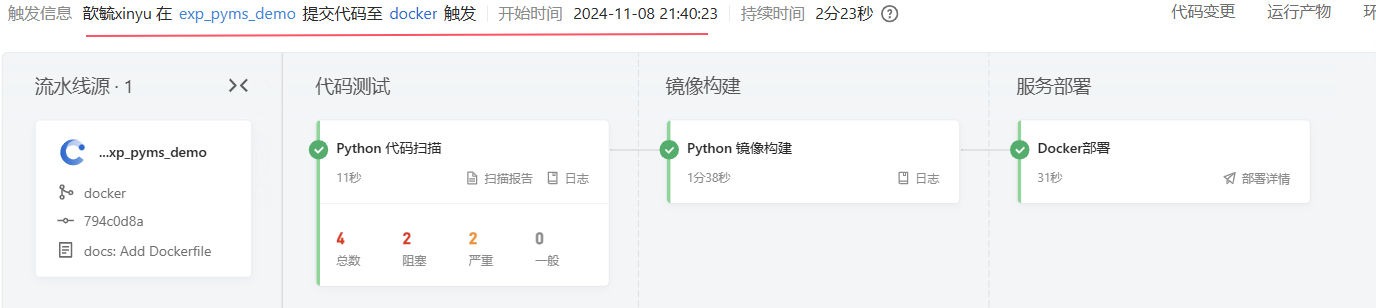 触发信息 歆毓xinyu 在 exp_pyms_demo 提交代码至 docker 触发 开始时间 2024-11-08 21:40:23 持续时间 2分23秒 代码变更 运行产物
流水线源 · 1
...xp_pyms_demo
docker
794c0d8a
docs: Add Dockerfile
代码测试
Python 代码扫描
11秒 扫描报告 日志
4 2 2 0
总数 阻塞 严重 一般
镜像构建
Python 镜像构建
1分38秒 日志
服务部署
Docker部署
31秒 部署详情